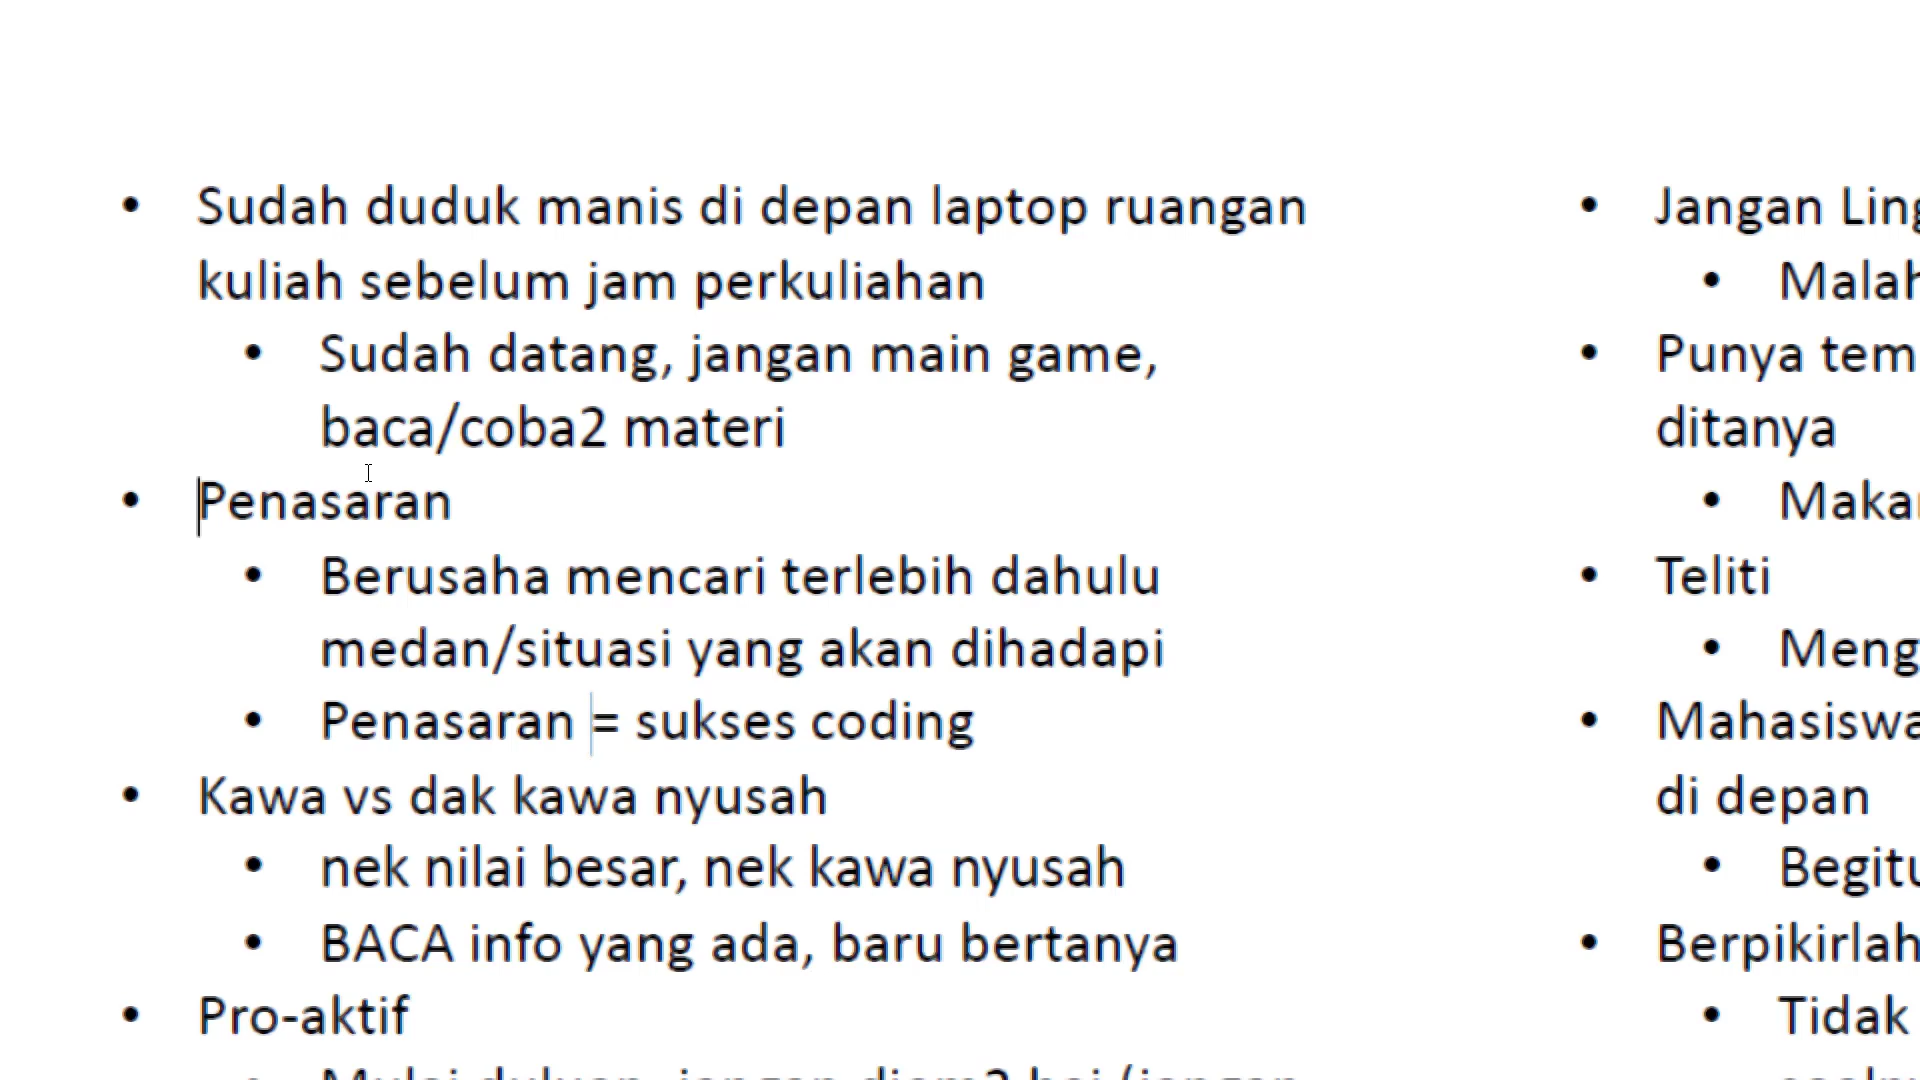 Sudah duduk manis di depan laptop ruangan
kuliah sebelum jam perkuliahan
Sudah datang, jangan main game,
baca/coba2 materi
Penasaran
Berusaha mencari terlebih dahulu
medan/situasi yang akan dihadapi
Penasaran = sukses coding
Kawa vs dak kawa nyusah
nek nilai besar, nek kawa nyusah
BACA info yang ada, baru bertanya
Pro-aktif
Jangan
Punya
ditanya
Teliti
Mahasiswa
di depan
Berpikirlah
Tidak